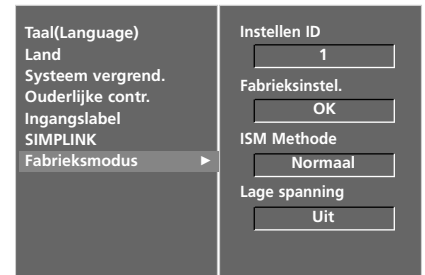 Taal(Language)
Land
Systeem vergrend.
Ouderlijke contr.
Ingangslabel
SIMPLINK
Fabrieksmodus ►
Instellen ID
1
Fabrieksinstel.
OK
ISM Methode
Normaal
Lage spanning
Uit